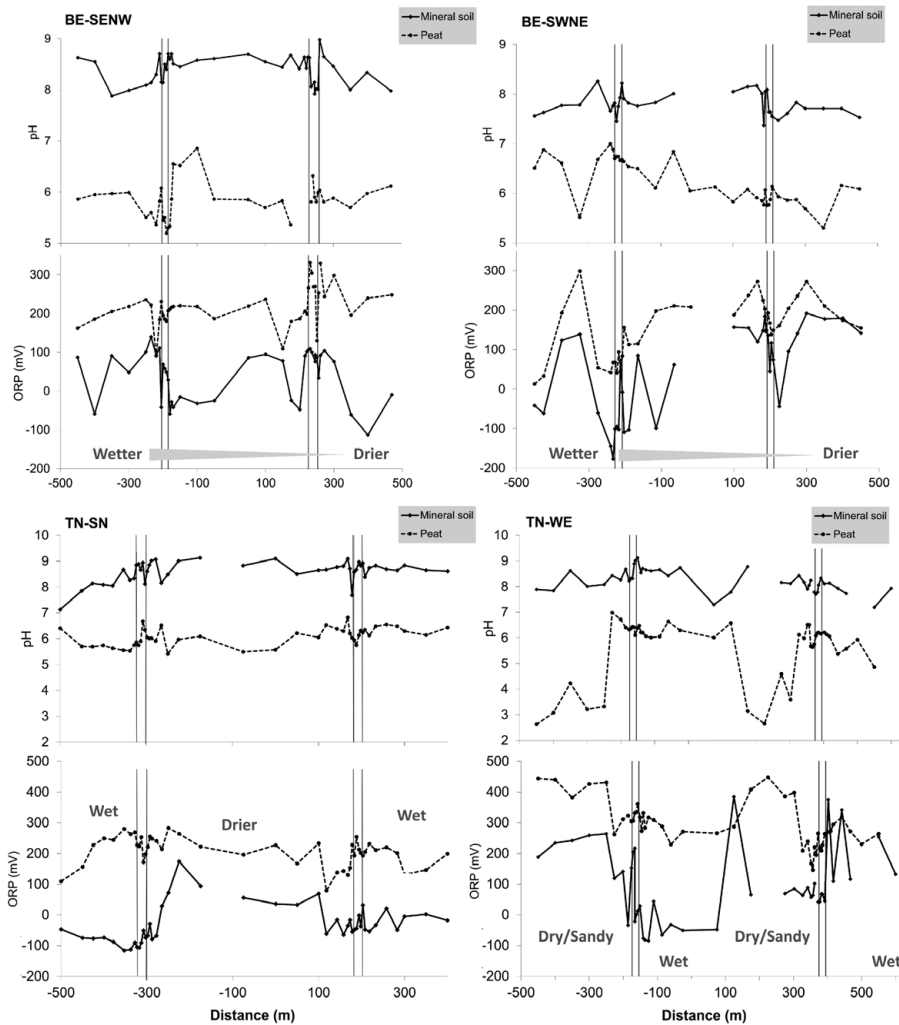 BE-SENW
Mineral soil
Peat
9
8
7
6
5
pH
300
200
100
0
-100
-200
ORP (mV)
Wetter
Drier
-500 -300 -100 100 300 500
BE-SWNE
Mineral soil
Peat
9
8
7
6
5
pH
300
200
100
0
-100
-200
ORP (mV)
Wetter
Drier
-500 -300 -100 100 300 500
TN-SN
Mineral soil
Peat
10
9
8
7
6
5
4
3
2
pH
500
400
300
200
100
0
-100
-200
ORP (mV)
Wet
Drier
Wet
-500 -300 -100 100 300
Distance (m)
TN-WE
Mineral soil
Peat
10
9
8
7
6
5
4
3
2
pH
500
400
300
200
100
0
-100
-200
ORP (mV)
Dry/Sandy
Wet
Dry/Sandy
Wet
-500 -300 -100 100 300 500
Distance (m)